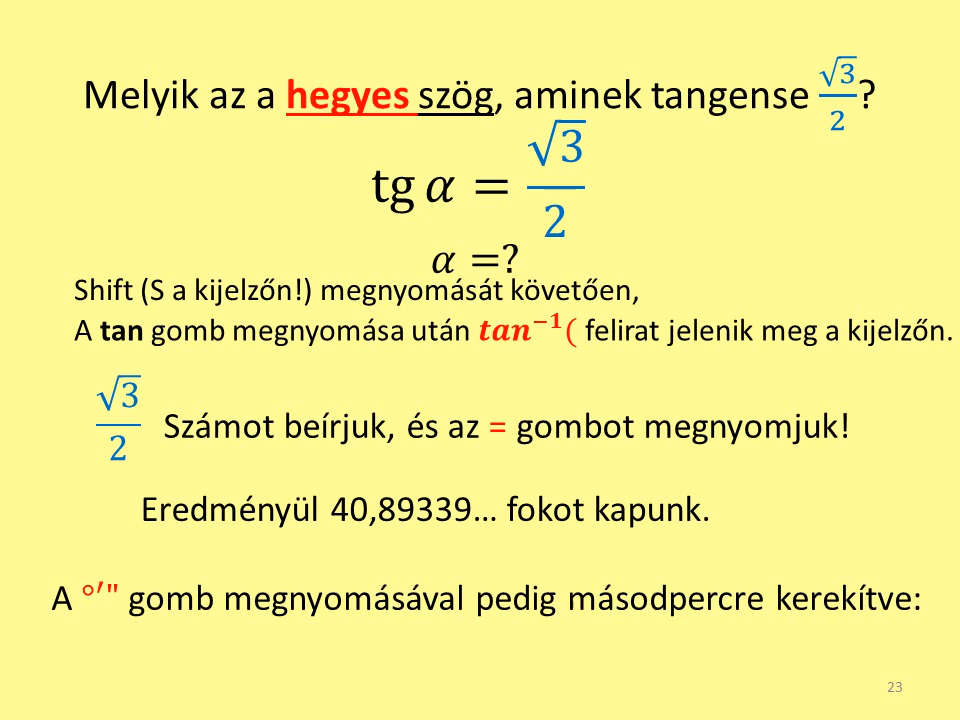 Melyik az a hegyes szög, aminek tangense √3/2?
tg α = √3/2
α =?
Shift (S a kijelzőn!) megnyomását követően,
A tan gomb megnyomása után tan⁻¹( felirat jelenik meg a kijelzőn.
√3/2 Számot beírjuk, és az = gombot megnyomjuk!
Eredményül 40,89339… fokot kapunk.
A °′" gomb megnyomásával pedig másodpercre kerekítve:
23